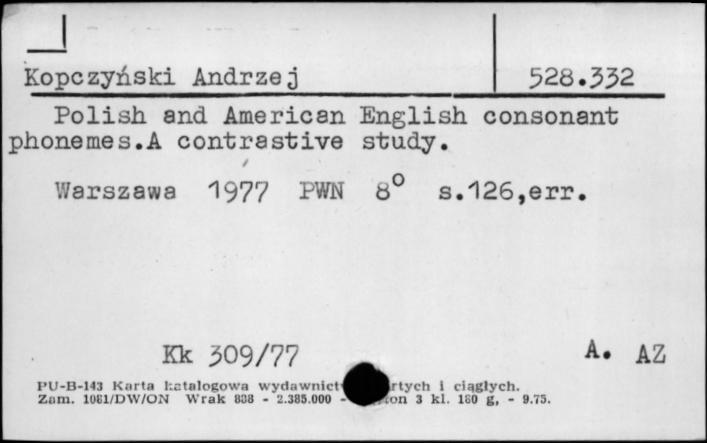 Kopczyński Andrzej 528.332
Polish and American English consonant
phonemes.A contrastive study.
Warszawa 1977 PWN 8° s.126,err.
Kk 309/77 A. AZ
PU-B-143 Karta katalogowa wydawnict rtych i ciągłych.
Zam. 1081/DW/ON Wrak 838 - 2.385.000 - on 3 kl. 180 g, - 9.75.